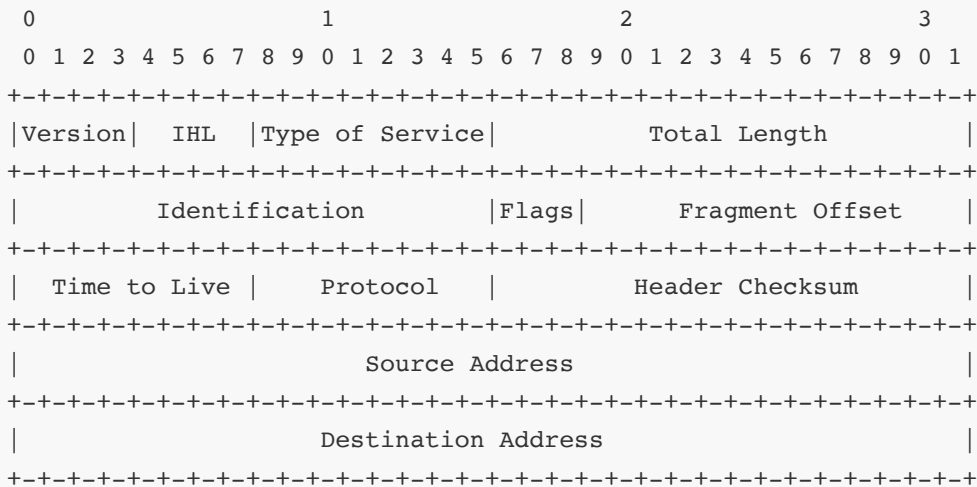 0                   1                   2                   3
0 1 2 3 4 5 6 7 8 9 0 1 2 3 4 5 6 7 8 9 0 1 2 3 4 5 6 7 8 9 0 1
+-+-+-+-+-+-+-+-+-+-+-+-+-+-+-+-+-+-+-+-+-+-+-+-+-+-+-+-+-+-+-+-+
|Version|  IHL  |Type of Service|          Total Length         |
+-+-+-+-+-+-+-+-+-+-+-+-+-+-+-+-+-+-+-+-+-+-+-+-+-+-+-+-+-+-+-+-+
|         Identification        |Flags|      Fragment Offset    |
+-+-+-+-+-+-+-+-+-+-+-+-+-+-+-+-+-+-+-+-+-+-+-+-+-+-+-+-+-+-+-+-+
|  Time to Live |    Protocol   |         Header Checksum       |
+-+-+-+-+-+-+-+-+-+-+-+-+-+-+-+-+-+-+-+-+-+-+-+-+-+-+-+-+-+-+-+-+
|                       Source Address                          |
+-+-+-+-+-+-+-+-+-+-+-+-+-+-+-+-+-+-+-+-+-+-+-+-+-+-+-+-+-+-+-+-+
|                    Destination Address                        |
+-+-+-+-+-+-+-+-+-+-+-+-+-+-+-+-+-+-+-+-+-+-+-+-+-+-+-+-+-+-+-+-+